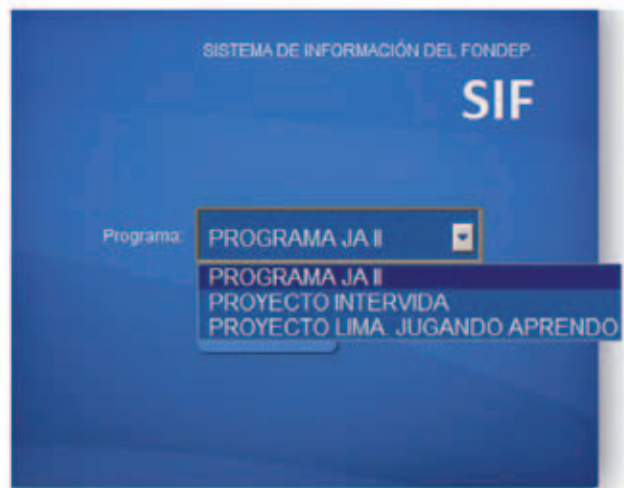 SISTEMA DE INFORMACIÓN DEL FONDEP.
SIF
Programa: PROGRAMA JA II
PROGRAMA JA II
PROYECTO INTERVIDA
PROYECTO LIMA. JUGANDO APRENDO